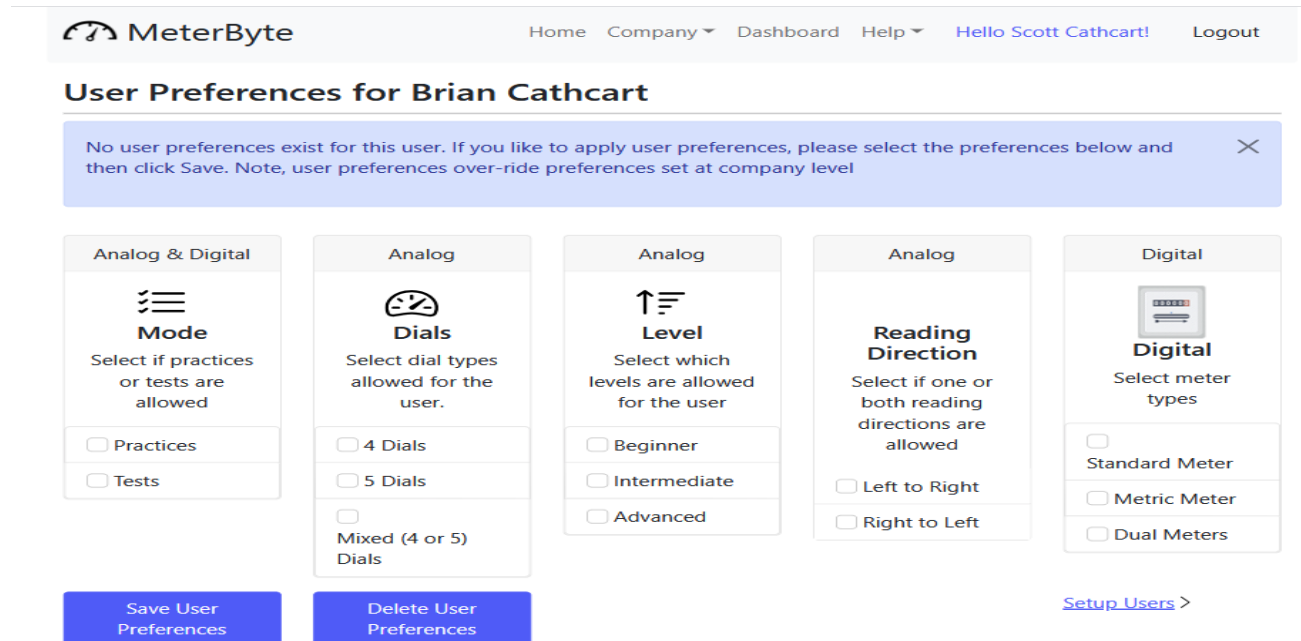 MeterByte
Home Company Dashboard Help Hello Scott Cathcart! Logout
User Preferences for Brian Cathcart
No user preferences exist for this user. If you like to apply user preferences, please select the preferences below and
then click Save. Note, user preferences over-ride preferences set at company level
Analog & Digital
Mode
Select if practices
or tests are
allowed
Practices
Tests
Analog
Dials
Select dial types
allowed for the
user.
4 Dials
5 Dials
Mixed (4 or 5)
Dials
Analog
Level
Select which
levels are allowed
for the user
Beginner
Intermediate
Advanced
Analog
Reading
Direction
Select if one or
both reading
directions are
allowed
Left to Right
Right to Left
Digital
Digital
Select meter
types
Standard Meter
Metric Meter
Dual Meters
Save User
Preferences
Delete User
Preferences
Setup Users >